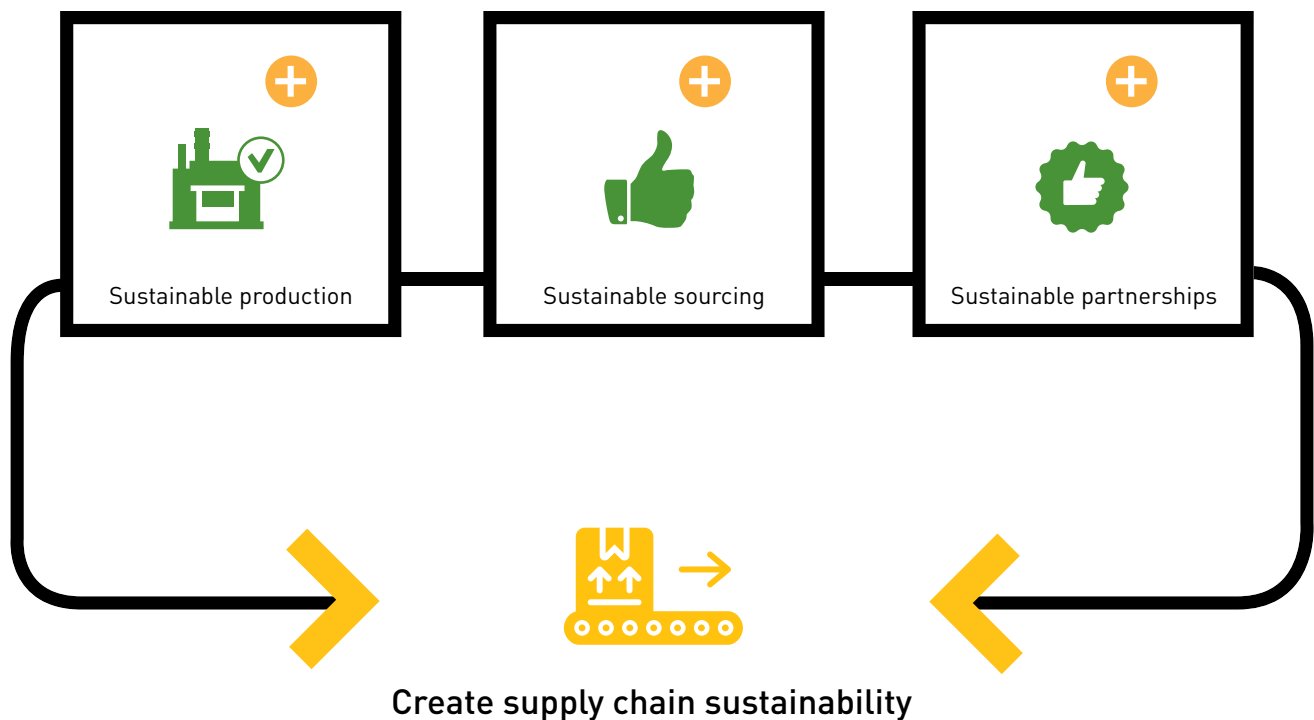 Sustainable production
Sustainable sourcing
Sustainable partnerships
Create supply chain sustainability